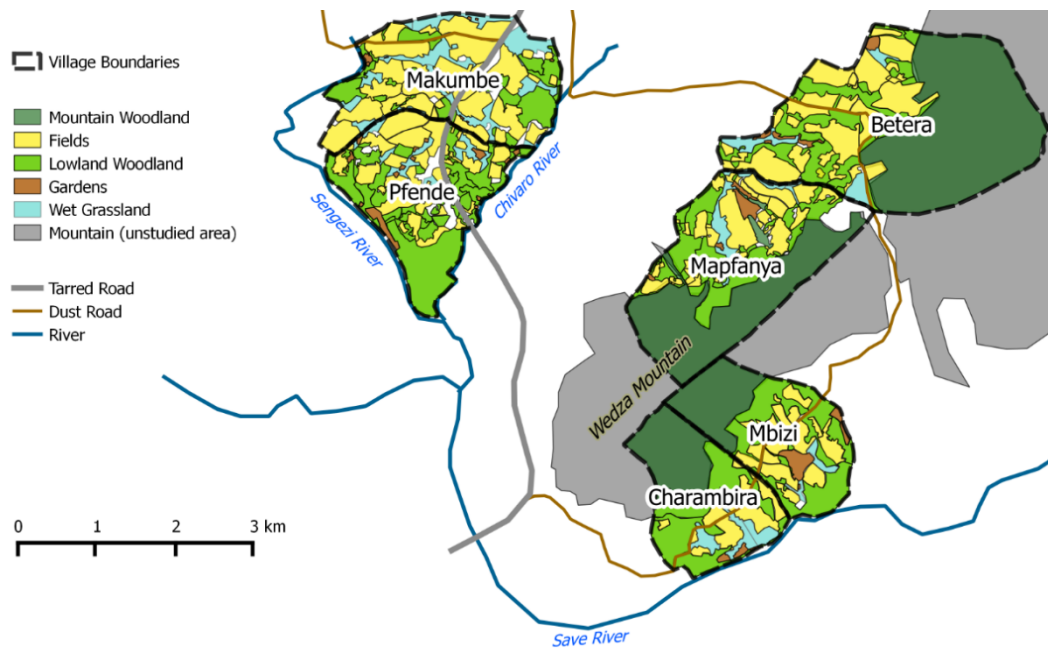 Village Boundaries
Mountain Woodland
Fields
Lowland Woodland
Gardens
Wet Grassland
Mountain (unstudied area)
Tarred Road
Dust Road
River
Makumbe
Pfende
Sengezi River
Chivaro River
Betera
Mapfanya
Wedza Mountain
Mbizi
Charambira
0 1 2 3 km
Save River